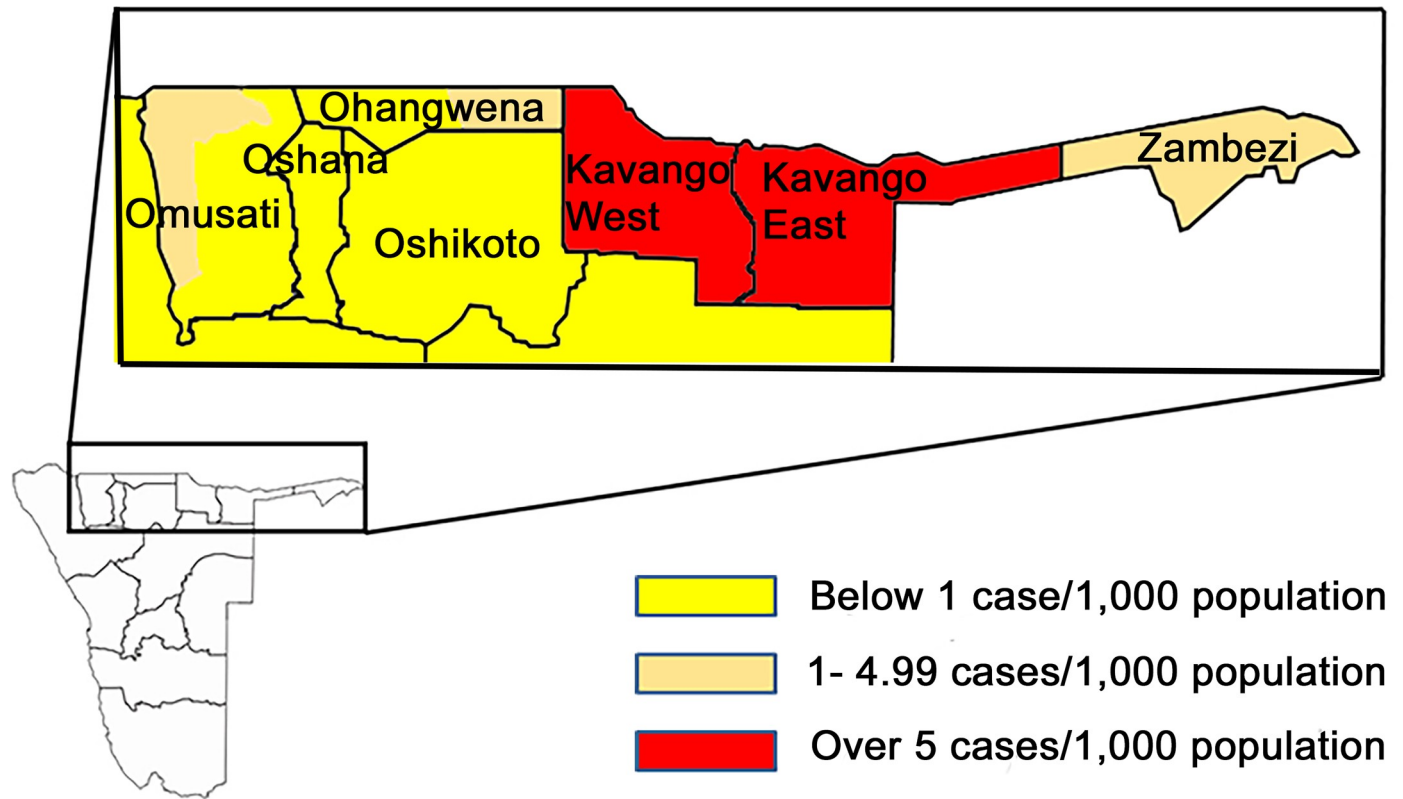 Ohangwena
Oshana
Omusati
Oshikoto
Kavango
West
Kavango
East
Zambezi
Below 1 case/1,000 population
1- 4.99 cases/1,000 population
Over 5 cases/1,000 population